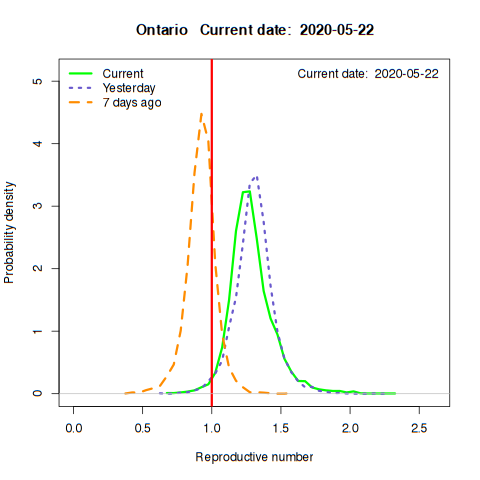 Ontario Current date: 2020-05-22
Current date: 2020-05-22
Current
Yesterday
7 days ago
Probability density
5
4
3
2
1
0
0.0 0.5 1.0 1.5 2.0 2.5
Reproductive number